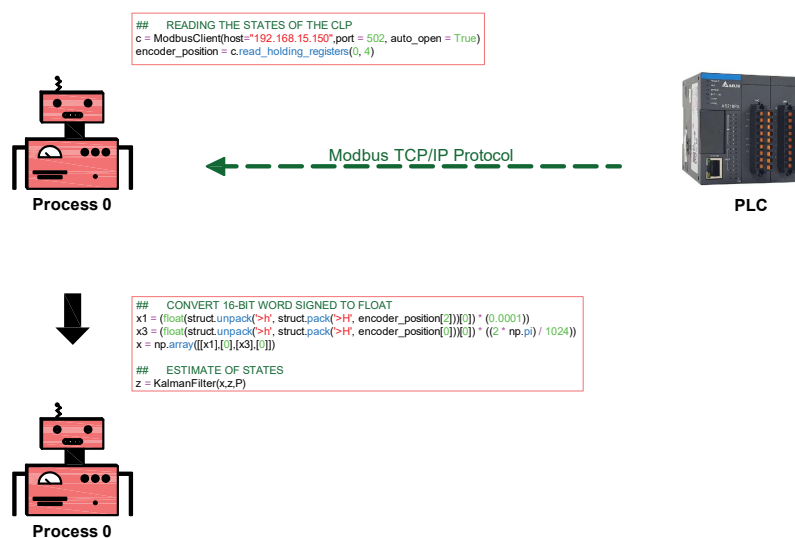 ## READING THE STATES OF THE CLP
c = ModbusClient(host="192.168.15.150",port = 502, auto_open = True)
encoder_position = c.read_holding_registers(0, 4)
Modbus TCP/IP Protocol
Process 0
PLC
## CONVERT 16-BIT WORD SIGNED TO FLOAT
x1 = (float(struct.unpack('>h', struct.pack('>H', encoder_position[2]))[0]) * (0.0001))
x3 = (float(struct.unpack('>h', struct.pack('>H', encoder_position[0]))[0]) * ((2 * np.pi) / 1024))
x = np.array([[x1],[0],[x3],[0]])
## ESTIMATE OF STATES
z = KalmanFilter(x,z,P)
Process 0